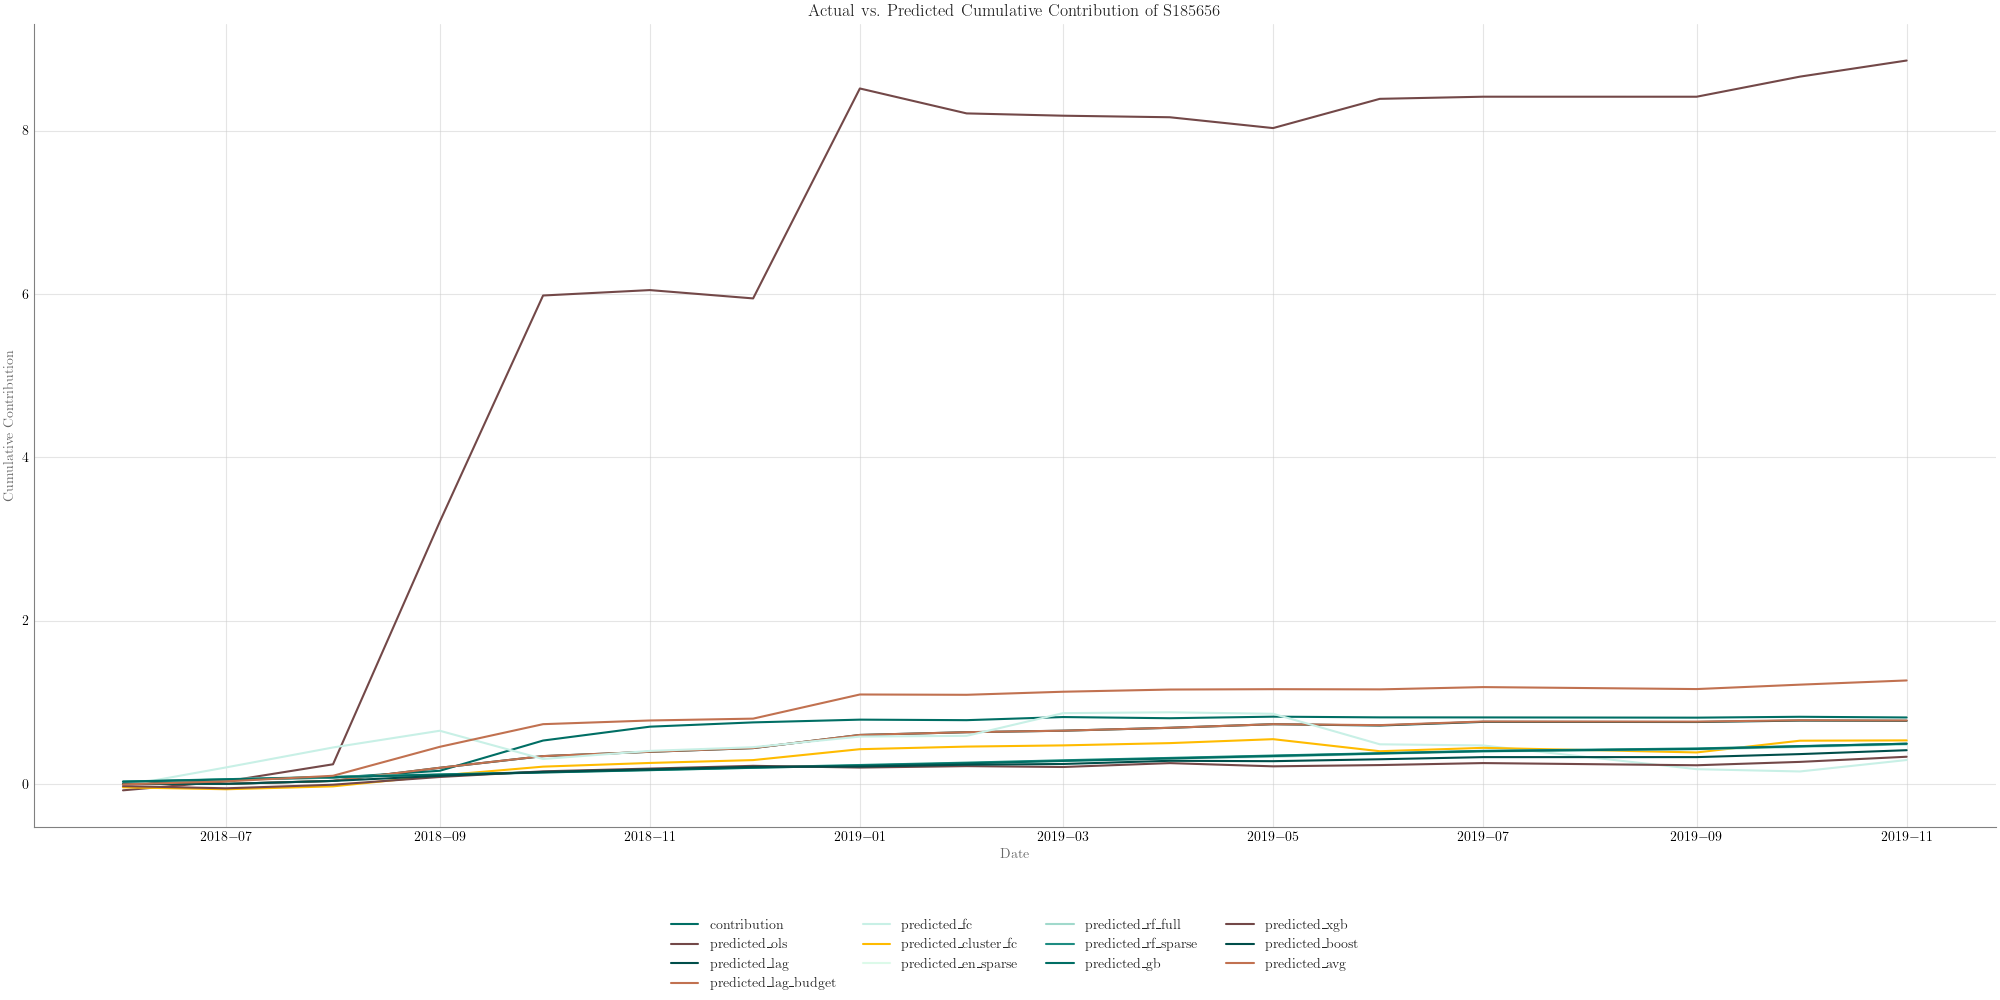 Actual vs. Predicted Cumulative Contribution of S185656
Cumulative Contribution
8
6
4
2
0
2018−07 2018−09 2018−11 2019−01 2019−03 2019−05 2019−07 2019−09 2019−11
Date
contribution predicted_fc predicted_rf_full predicted_xgb
predicted_ols predicted_cluster_fc predicted_rf_sparse predicted_boost
predicted_lag predicted_en_sparse predicted_gb predicted_avg
predicted_lag_budget